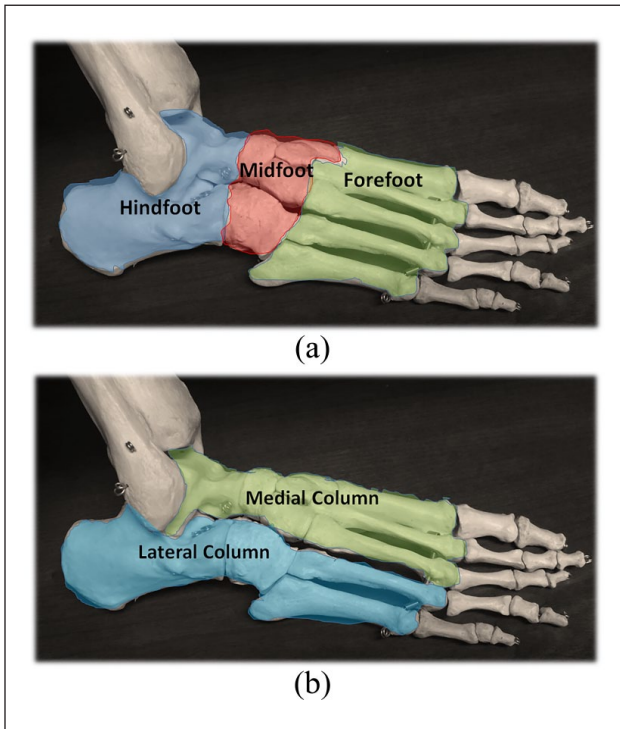 Midfoot
Forefoot
Hindfoot
(a)
Medial Column
Lateral Column
(b)